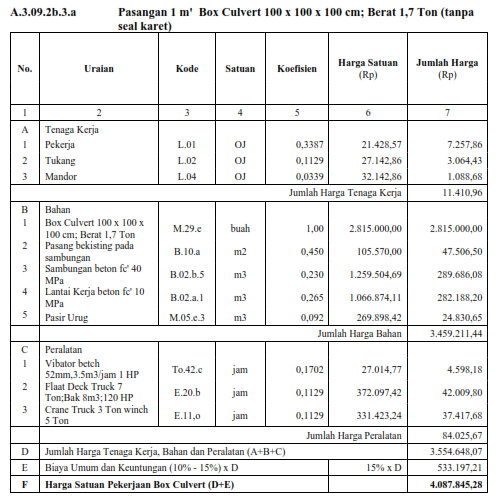 A.3.09.2b.3.a Pasangan 1 m' Box Culvert 100 x 100 x 100 cm; Berat 1,7 Ton (tanpa
seal karet)
No. Uraian Kode Satuan Koefisien Harga Satuan (Rp) Jumlah Harga (Rp)
1 2 3 4 5 6 7
A Tenaga Kerja
1 Pekerja L.01 OJ 0,3387 21.428,57 7.257,86
2 Tukang L.02 OJ 0,1129 27.142,86 3.064,43
3 Mandor L.04 OJ 0,0339 32.142,86 1.088,68
Jumlah Harga Tenaga Kerja 11.410,96
B Bahan
1 Box Culvert 100 x 100 x
100 cm; Berat 1,7 Ton M.29.e buah 1,00 2.815.000,00 2.815.000,00
2 Pasang bekisting pada
sambungan B.10.a m2 0,450 105.570,00 47.506,50
3 Sambungan beton fc' 40
MPa B.02.b.5 m3 0,230 1.259.504,69 289.686,08
4 Lantai Kerja beton fc' 10
MPa B.02.a.1 m3 0,265 1.066.874,11 282.188,20
5 Pasir Urug M.05.e.3 m3 0,092 269.898,42 24.830,65
Jumlah Harga Bahan 3.459.211,44
C Peralatan
1 Vibator betch
52mm,3.5m3/jam 1 HP To.42.c jam 0,1702 27.014,77 4.598,18
2 Flaat Deck Truck 7
Ton;Bak 8m3;120 HP E.20.b jam 0,1129 372.097,42 42.009,80
3 Crane Truck 3 Ton winch
5 Ton E.11,o jam 0,1129 331.423,24 37.417,68
Jumlah Harga Peralatan 84.025,67
D Jumlah Harga Tenaga Kerja, Bahan dan Peralatan (A+B+C) 3.554.648,07
E Biaya Umum dan Keuntungan (10% - 15%) x D 15% x D 533.197,21
F Harga Satuan Pekerjaan Box Culvert (D+E) 4.087.845,28